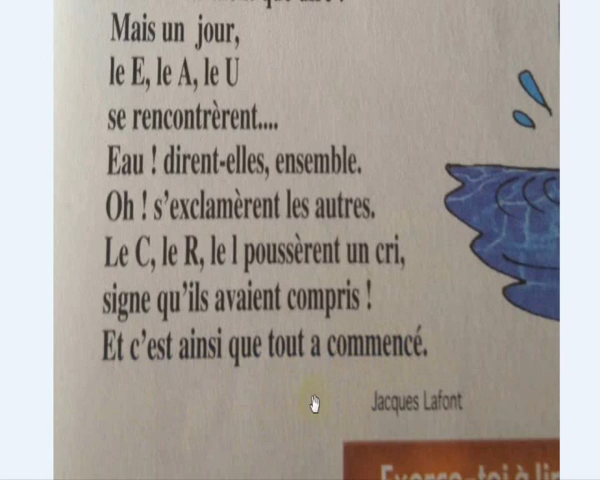 Mais un jour,
le E, le A, le U
se rencontrèrent....
Eau ! dirent-elles, ensemble.
Oh ! s'exclamèrent les autres.
Le C, le R, le l poussèrent un cri,
signe qu'ils avaient compris !
Et c'est ainsi que tout a commencé.
Jacques Lafont